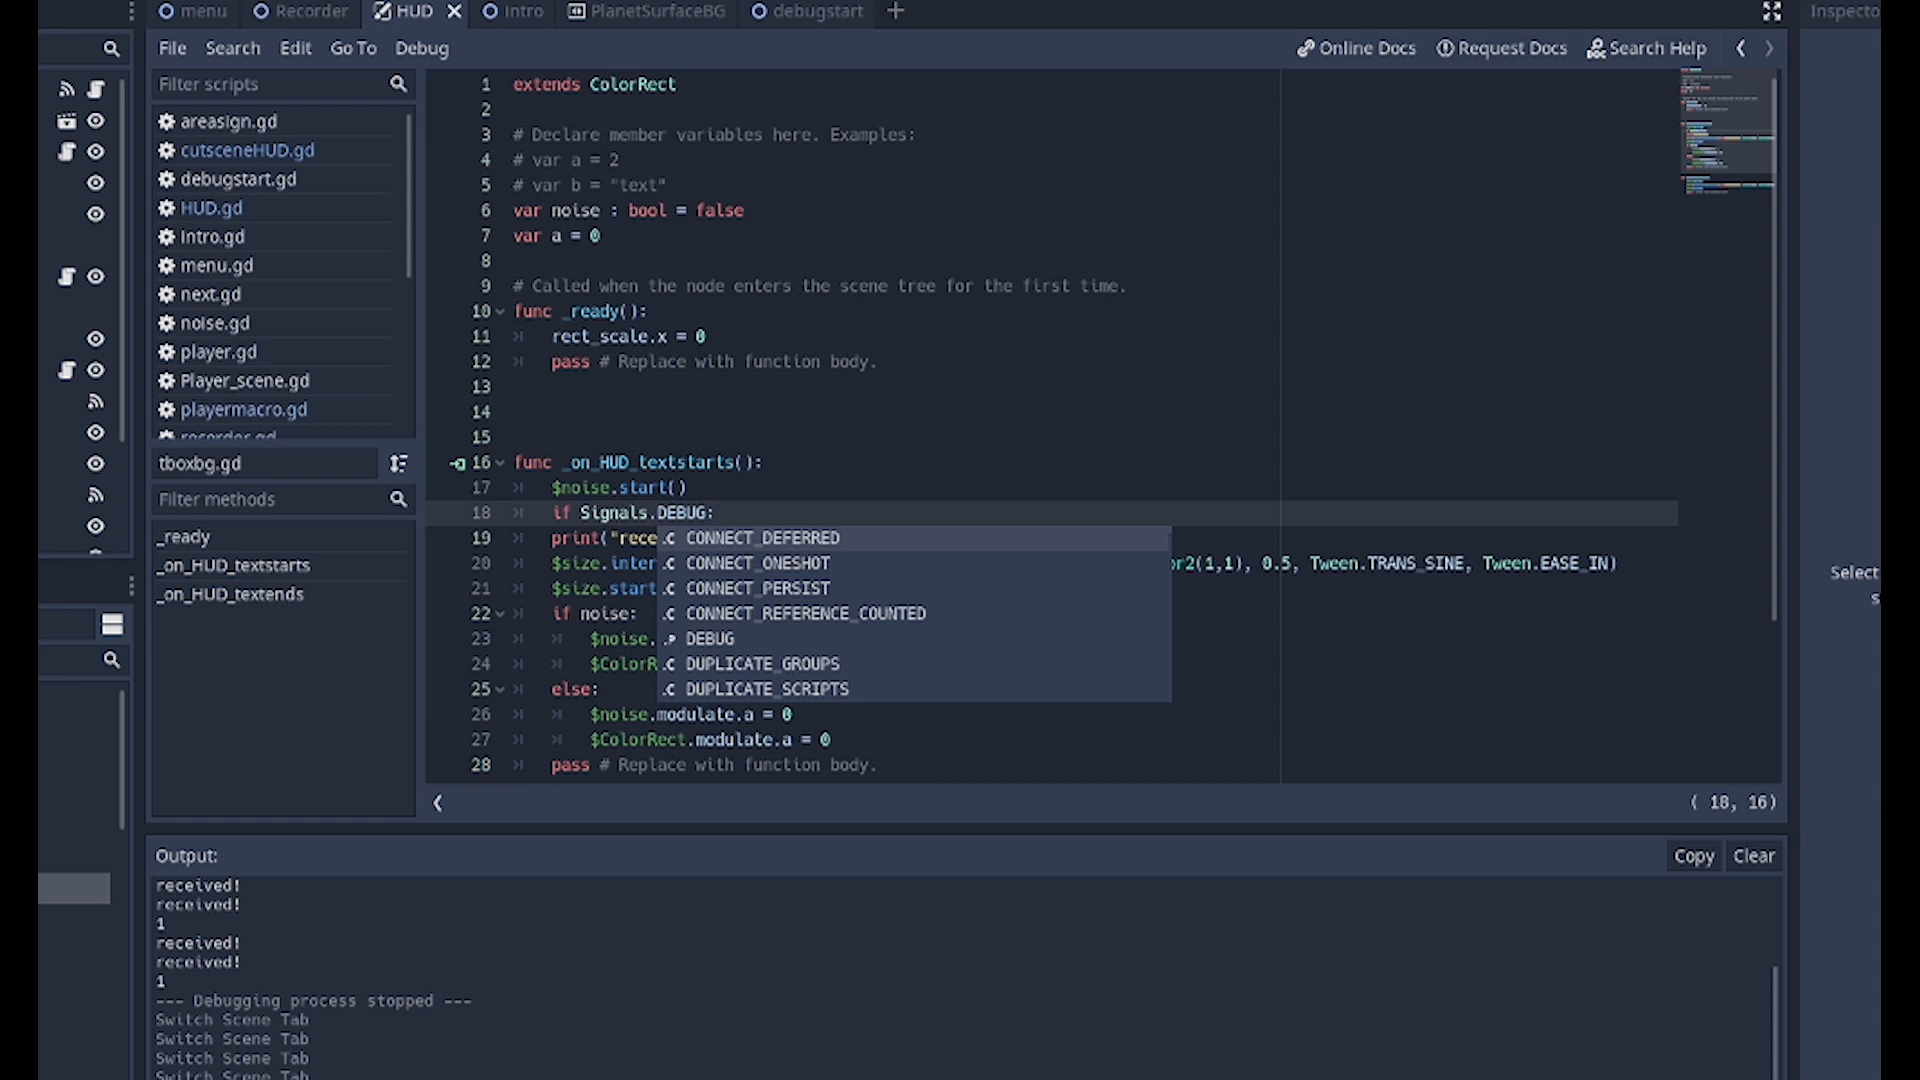 menu
Recorder
HUD
intro
PlanetSurfaceBG
debugstart
Inspecto
File Search Edit Go To Debug
Online Docs Request Docs Search Help
Filter scripts
areasign.gd
cutsceneHUD.gd
debugstart.gd
HUD.gd
intro.gd
menu.gd
next.gd
noise.gd
player.gd
Player_scene.gd
playermacro.gd
recorder.gd
tboxbg.gd
Filter methods
_ready
_on_HUD_textstarts
_on_HUD_textends
1 extends ColorRect
2
3 # Declare member variables here. Examples:
4 # var a = 2
5 # var b = "text"
6 var noise : bool = false
7 var a = 0
8
9 # Called when the node enters the scene tree for the first time.
10 func _ready():
11 rect_scale.x = 0
12 pass # Replace with function body.
13
14
15
16 func _on_HUD_textstarts():
17 $noise.start()
18 if Signals.DEBUG:
19 print("rece
20 $size.inter or2(1,1), 0.5, Tween.TRANS_SINE, Tween.EASE_IN)
21 $size.start
22 if noise:
23 $noise.
24 $ColorR
25 else:
26 $noise.modulate.a = 0
27 $ColorRect.modulate.a = 0
28 pass # Replace with function body.
.C CONNECT_DEFERRED
.C CONNECT_ONESHOT
.C CONNECT_PERSIST
.C CONNECT_REFERENCE_COUNTED
.P DEBUG
.C DUPLICATE_GROUPS
.C DUPLICATE_SCRIPTS
Select
s
( 18, 16)
Output:
Copy Clear
received!
received!
1
received!
received!
1
--- Debugging process stopped ---
Switch Scene Tab
Switch Scene Tab
Switch Scene Tab
Switch Scene Tab